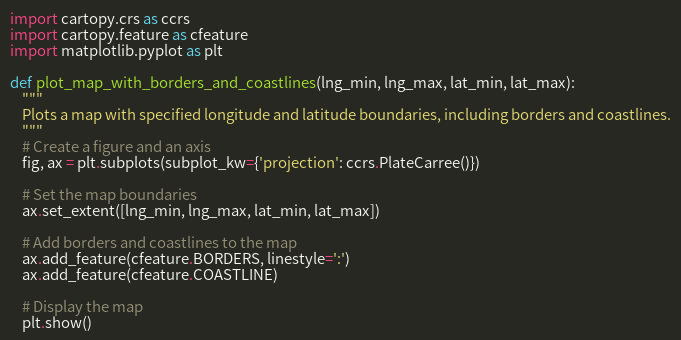 import cartopy.crs as ccrs
import cartopy.feature as cfeature
import matplotlib.pyplot as plt

def plot_map_with_borders_and_coastlines(lng_min, lng_max, lat_min, lat_max):
    """
    Plots a map with specified longitude and latitude boundaries, including borders and coastlines.
    """
    # Create a figure and an axis
    fig, ax = plt.subplots(subplot_kw={'projection': ccrs.PlateCarree()})

    # Set the map boundaries
    ax.set_extent([lng_min, lng_max, lat_min, lat_max])

    # Add borders and coastlines to the map
    ax.add_feature(cfeature.BORDERS, linestyle=':')
    ax.add_feature(cfeature.COASTLINE)

    # Display the map
    plt.show()